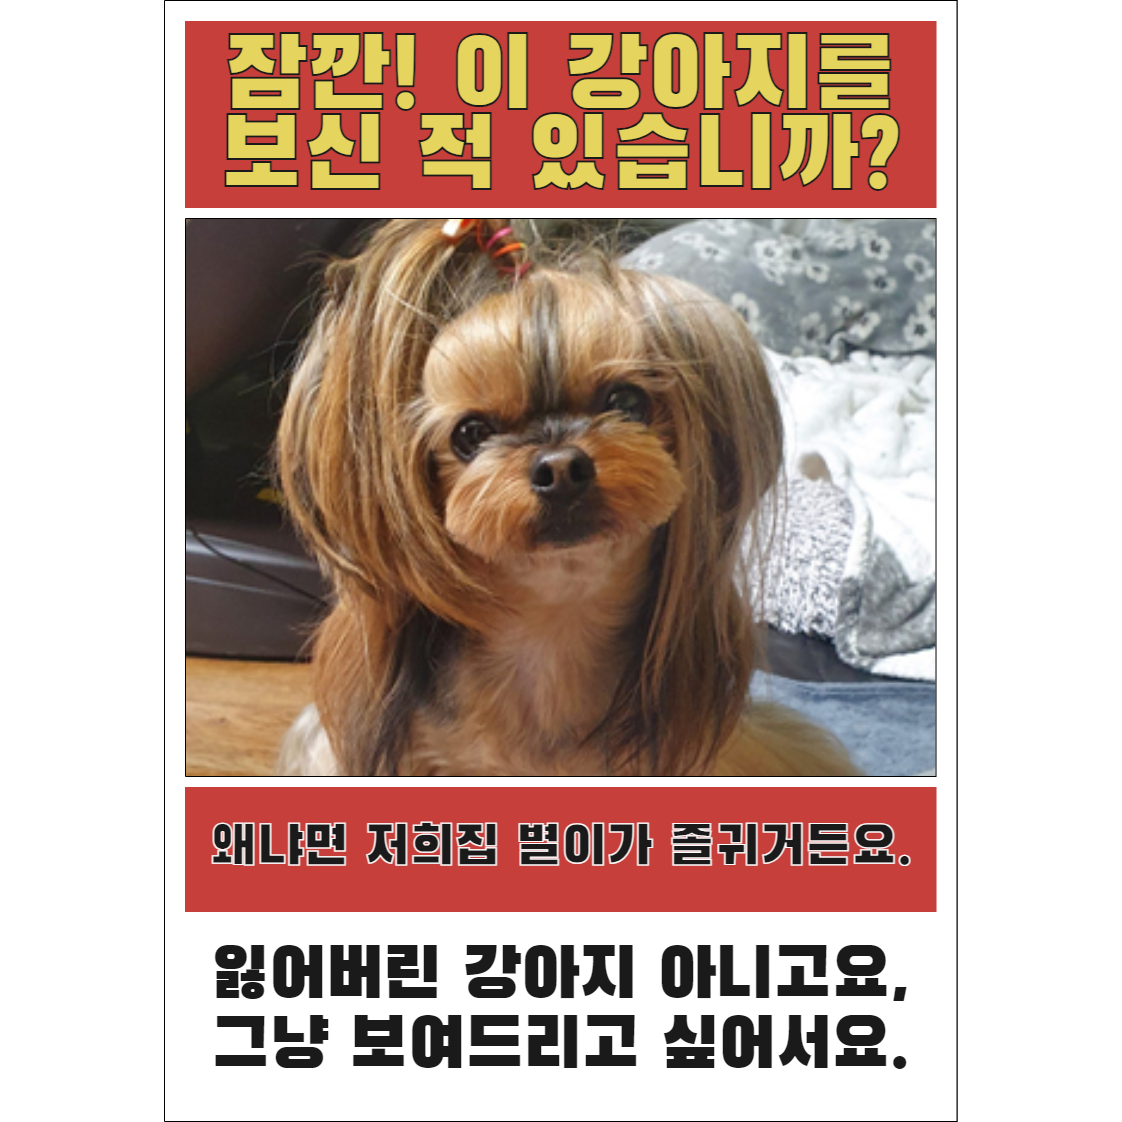 잠깐! 이 강아지를
보신 적 있습니까?
왜냐면 저희집 별이가 졸귀거든요.
잃어버린 강아지 아니고요,
그냥 보여드리고 싶어서요.